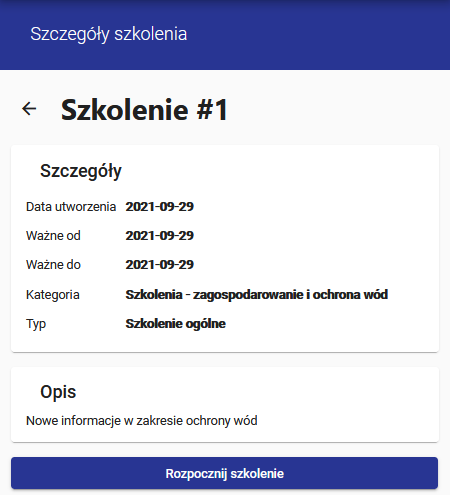 Szczegóły szkolenia
Szkolenie #1
Szczegóły
Data utworzenia 2021-09-29
Ważne od 2021-09-29
Ważne do 2021-09-29
Kategoria Szkolenia - zagospodarowanie i ochrona wód
Typ Szkolenie ogólne
Opis
Nowe informacje w zakresie ochrony wód
Rozpocznij szkolenie